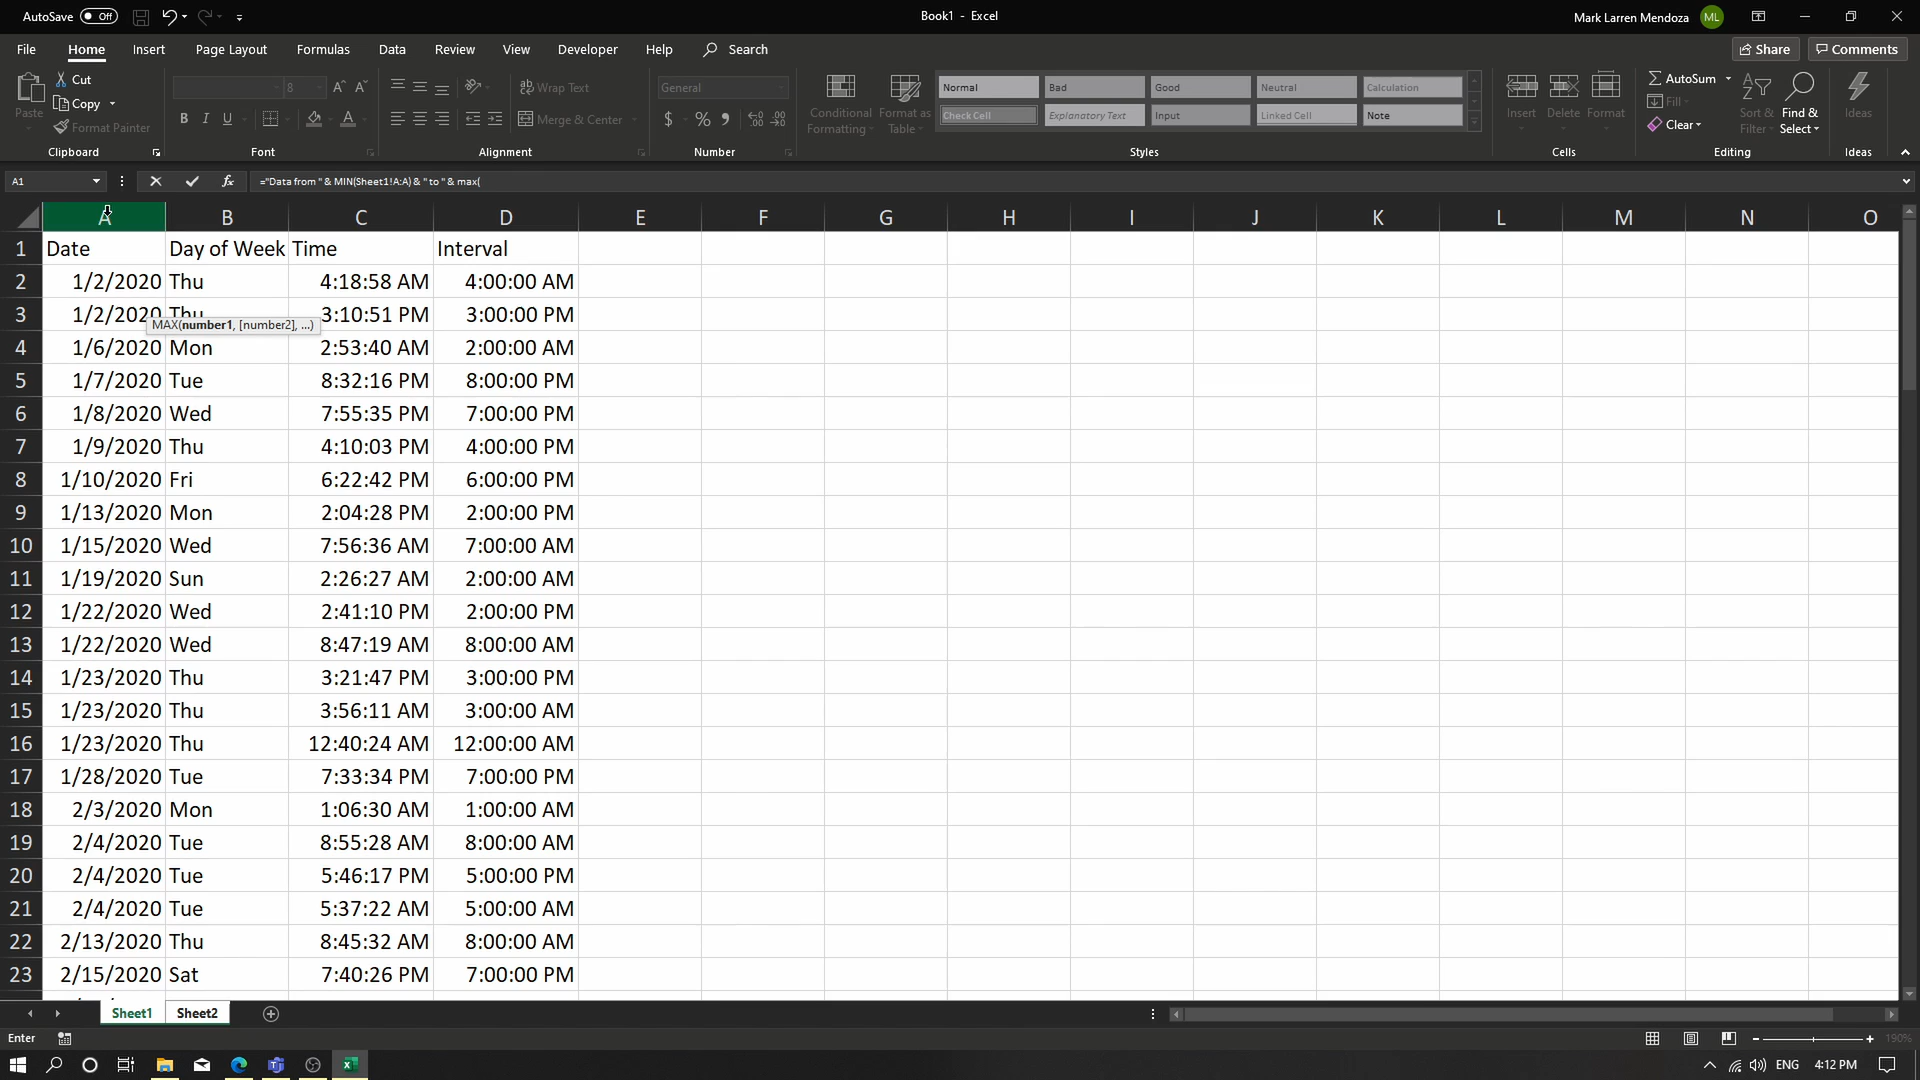 AutoSave Off Book1 - Excel Mark Larren Mendoza ML
File Home Insert Page Layout Formulas Data Review View Developer Help Search Share Comments
Paste Cut Copy Format Painter Clipboard
8 A A B I U A Font
Wrap Text Merge & Center Alignment
General $ % Number
Conditional Formatting Format as Table
Normal Bad Good Neutral Calculation
Check Cell Explanatory Text Input Linked Cell Note
Styles
Insert Delete Format Cells
AutoSum Fill Clear Sort & Filter Find & Select Editing
Ideas Ideas
A1 fx ="Data from " & MIN(Sheet1!A:A) & " to " & max(
A B C D E F G H I J K L M N O
1 Date Day of Week Time Interval
2 1/2/2020 Thu 4:18:58 AM 4:00:00 AM
3 1/2/2020 Thu 3:10:51 PM 3:00:00 PM
MAX(number1, [number2], ...)
4 1/6/2020 Mon 2:53:40 AM 2:00:00 AM
5 1/7/2020 Tue 8:32:16 PM 8:00:00 PM
6 1/8/2020 Wed 7:55:35 PM 7:00:00 PM
7 1/9/2020 Thu 4:10:03 PM 4:00:00 PM
8 1/10/2020 Fri 6:22:42 PM 6:00:00 PM
9 1/13/2020 Mon 2:04:28 PM 2:00:00 PM
10 1/15/2020 Wed 7:56:36 AM 7:00:00 AM
11 1/19/2020 Sun 2:26:27 AM 2:00:00 AM
12 1/22/2020 Wed 2:41:10 PM 2:00:00 PM
13 1/22/2020 Wed 8:47:19 AM 8:00:00 AM
14 1/23/2020 Thu 3:21:47 PM 3:00:00 PM
15 1/23/2020 Thu 3:56:11 AM 3:00:00 AM
16 1/23/2020 Thu 12:40:24 AM 12:00:00 AM
17 1/28/2020 Tue 7:33:34 PM 7:00:00 PM
18 2/3/2020 Mon 1:06:30 AM 1:00:00 AM
19 2/4/2020 Tue 8:55:28 AM 8:00:00 AM
20 2/4/2020 Tue 5:46:17 PM 5:00:00 PM
21 2/4/2020 Tue 5:37:22 AM 5:00:00 AM
22 2/13/2020 Thu 8:45:32 AM 8:00:00 AM
23 2/15/2020 Sat 7:40:26 PM 7:00:00 PM
Sheet1 Sheet2
Enter 190%
ENG 4:12 PM